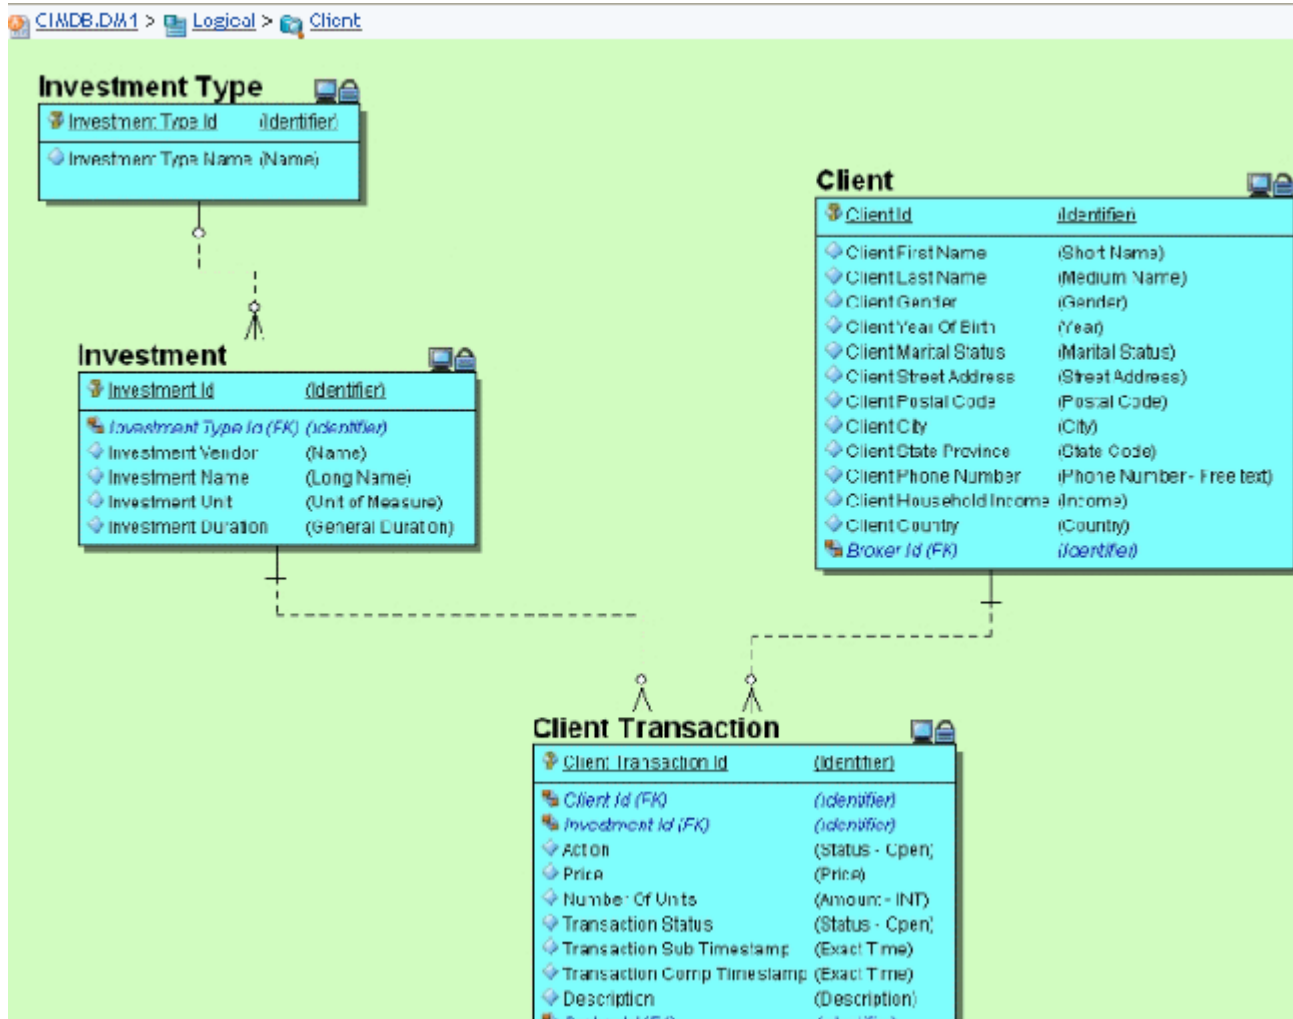 CIMDB.DM1 > Logical > Client
Investment Type
Investment Type Id (Identifier)
Investment Type Name (Name)
Client
Client Id (Identifier)
Client First Name (Short Name)
Client Last Name (Medium Name)
Client Gender (Gender)
Client Year Of Birth (Year)
Client Marital Status (Marital Status)
Client Street Address (Street Address)
Client Postal Code (Postal Code)
Client City (City)
Client State Province (State Code)
Client Phone Number (Phone Number - Free text)
Client Household Income (Income)
Client Country (Country)
Broker Id (FK) (Identifier)
Investment
Investment Id (Identifier)
Investment Type Id (FK) (Identifier)
Investment Vendor (Name)
Investment Name (Long Name)
Investment Unit (Unit of Measure)
Investment Duration (General Duration)
Client Transaction
Client Transaction Id (Identifier)
Client Id (FK) (Identifier)
Investment Id (FK) (Identifier)
Action (Status - Open)
Price (Price)
Number Of Units (Amount - INT)
Transaction Status (Status - Open)
Transaction Sub Timestamp (Exact Time)
Transaction Comp Timestamp (Exact Time)
Description (Description)